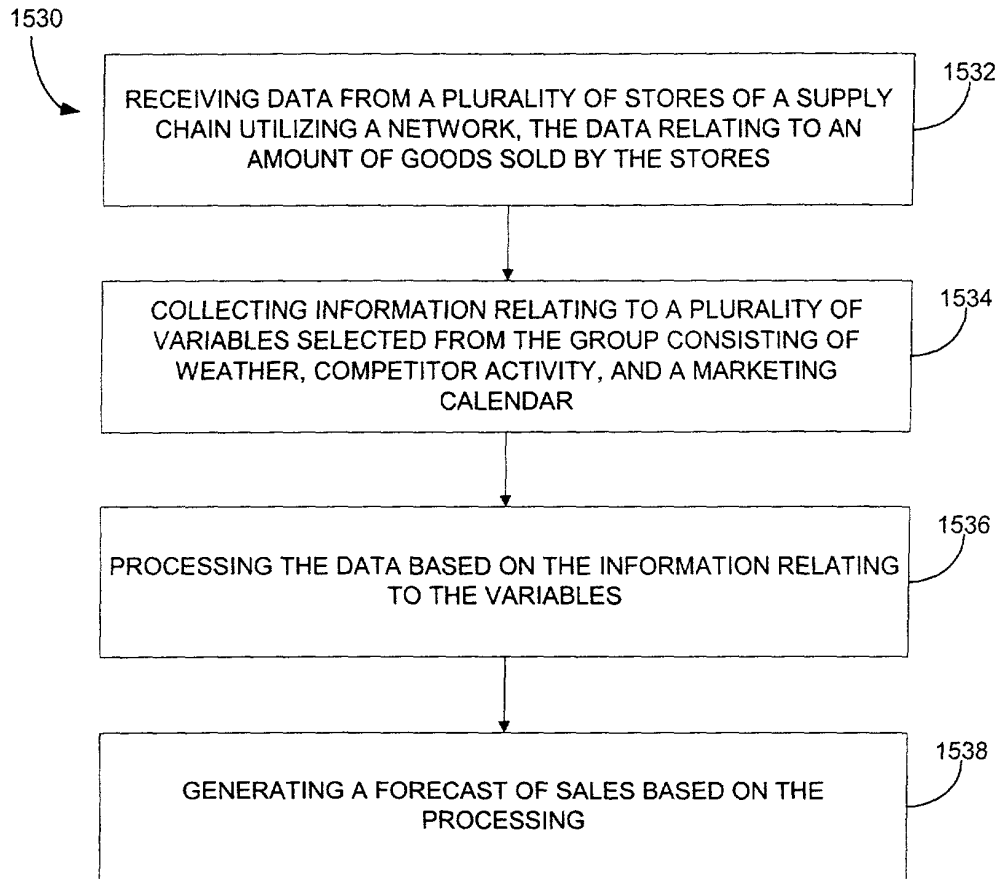 1530
1532
RECEIVING DATA FROM A PLURALITY OF STORES OF A SUPPLY
CHAIN UTILIZING A NETWORK, THE DATA RELATING TO AN
AMOUNT OF GOODS SOLD BY THE STORES
1534
COLLECTING INFORMATION RELATING TO A PLURALITY OF
VARIABLES SELECTED FROM THE GROUP CONSISTING OF
WEATHER, COMPETITOR ACTIVITY, AND A MARKETING
CALENDAR
1536
PROCESSING THE DATA BASED ON THE INFORMATION RELATING
TO THE VARIABLES
1538
GENERATING A FORECAST OF SALES BASED ON THE
PROCESSING